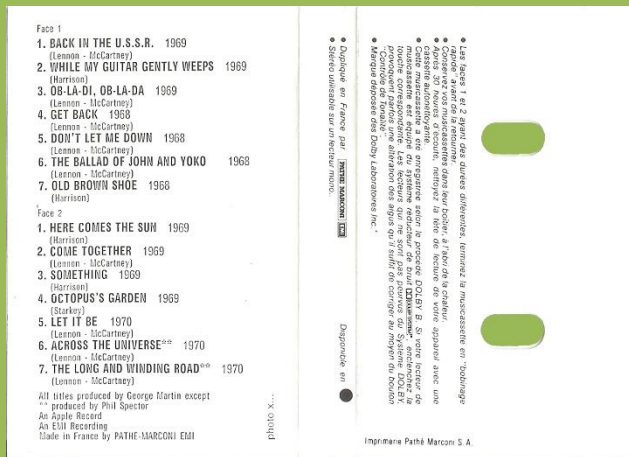 Face 1
1. BACK IN THE U.S.S.R. 1969
(Lennon - McCartney)
2. WHILE MY GUITAR GENTLY WEEPS 1969
(Harrison)
3. OB-LA-DI, OB-LA-DA 1969
(Lennon - McCartney)
4. GET BACK 1968
(Lennon - McCartney)
5. DON'T LET ME DOWN 1968
(Lennon - McCartney)
6. THE BALLAD OF JOHN AND YOKO 1968
(Lennon - McCartney)
7. OLD BROWN SHOE 1968
(Harrison)
Face 2
1. HERE COMES THE SUN 1969
(Harrison)
2. COME TOGETHER 1969
(Lennon - McCartney)
3. SOMETHING 1969
(Harrison)
4. OCTOPUS'S GARDEN 1969
(Starkey)
5. LET IT BE 1970
(Lennon - McCartney)
6. ACROSS THE UNIVERSE** 1970
(Lennon - McCartney)
7. THE LONG AND WINDING ROAD** 1970
(Lennon - McCartney)
All titles produced by George Martin except
** produced by Phil Spector
An Apple Record
An EMI Recording
Made in France by PATHE-MARCONI EMI
photo x...
• Les faces 1 et 2 ayant des durées différentes, terminez la musicassette en "bobinage
rapide" avant de la retourner.
• Conservez vos musicassettes dans leur boîtier, à l'abri de la chaleur.
• Après 30 heures d'écoute, nettoyez la tête de lecture de votre appareil avec une
cassette autonettoyante.
• Cette musicassette a été enregistrée selon le procédé DOLBY B. Si votre lecteur de
musicassette est équipé du système réducteur de bruit enclenchez la
touche correspondante. Les lecteurs qui ne sont pas pourvus du Système DOLBY,
provoquent parfois une altération des aigus qu'il suffit de corriger au moyen du bouton
"Contrôle de Tonalité".
* Marque déposée des Dolby Laboratories Inc."
• Dupliqué en France par PATHE MARCONI EMI
• Stéréo utilisable sur un lecteur mono.
Disponible en
Imprimerie Pathé Marconi S.A.